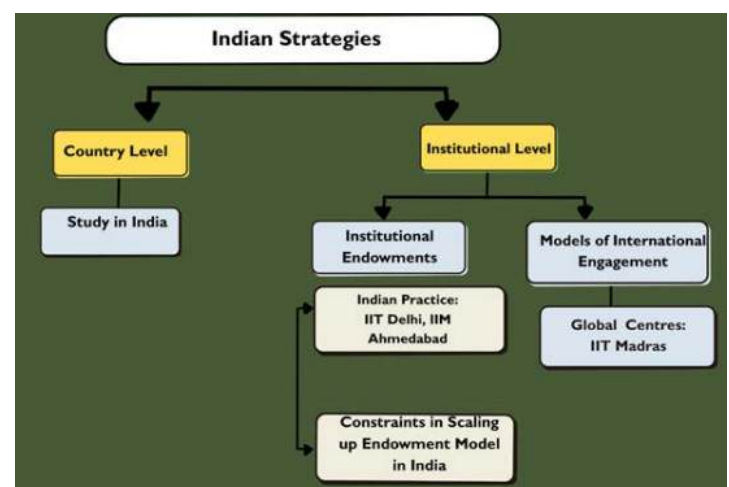 Indian Strategies
Country Level
Institutional Level
Study in India
Institutional
Endowments
Models of International
Engagement
Indian Practice:
IIT Delhi, IIM
Ahmedabad
Global Centres:
IIT Madras
Constraints in Scaling
up Endowment Model
in India